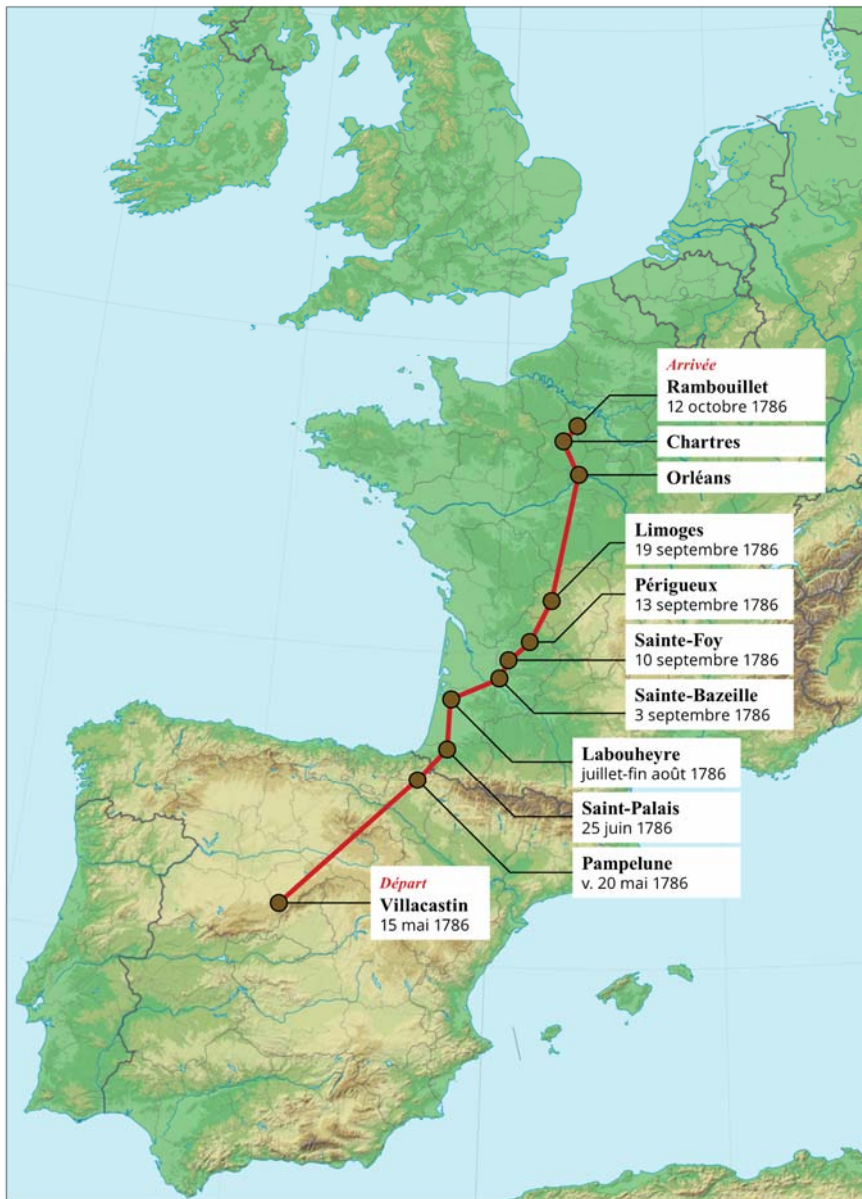 Arrivée
Rambouillet
12 octobre 1786
Chartres
Orléans
Limoges
19 septembre 1786
Périgueux
13 septembre 1786
Sainte-Foy
10 septembre 1786
Sainte-Bazeille
3 septembre 1786
Labouheyre
juillet-fin août 1786
Saint-Palais
25 juin 1786
Pampelune
v. 20 mai 1786
Départ
Villacastin
15 mai 1786